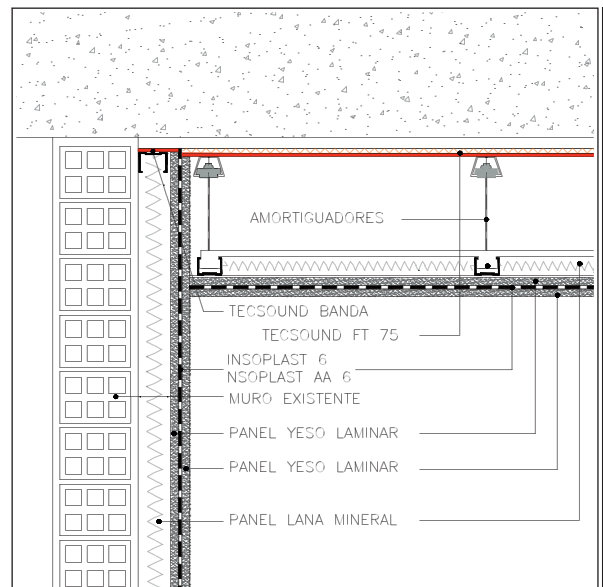 AMORTIGUADORES
TECSOUND BANDA
TECSOUND FT 75
INSOPLAST 6
NSOPLAST AA 6
MURO EXISTENTE
PANEL YESO LAMINAR
PANEL YESO LAMINAR
PANEL LANA MINERAL